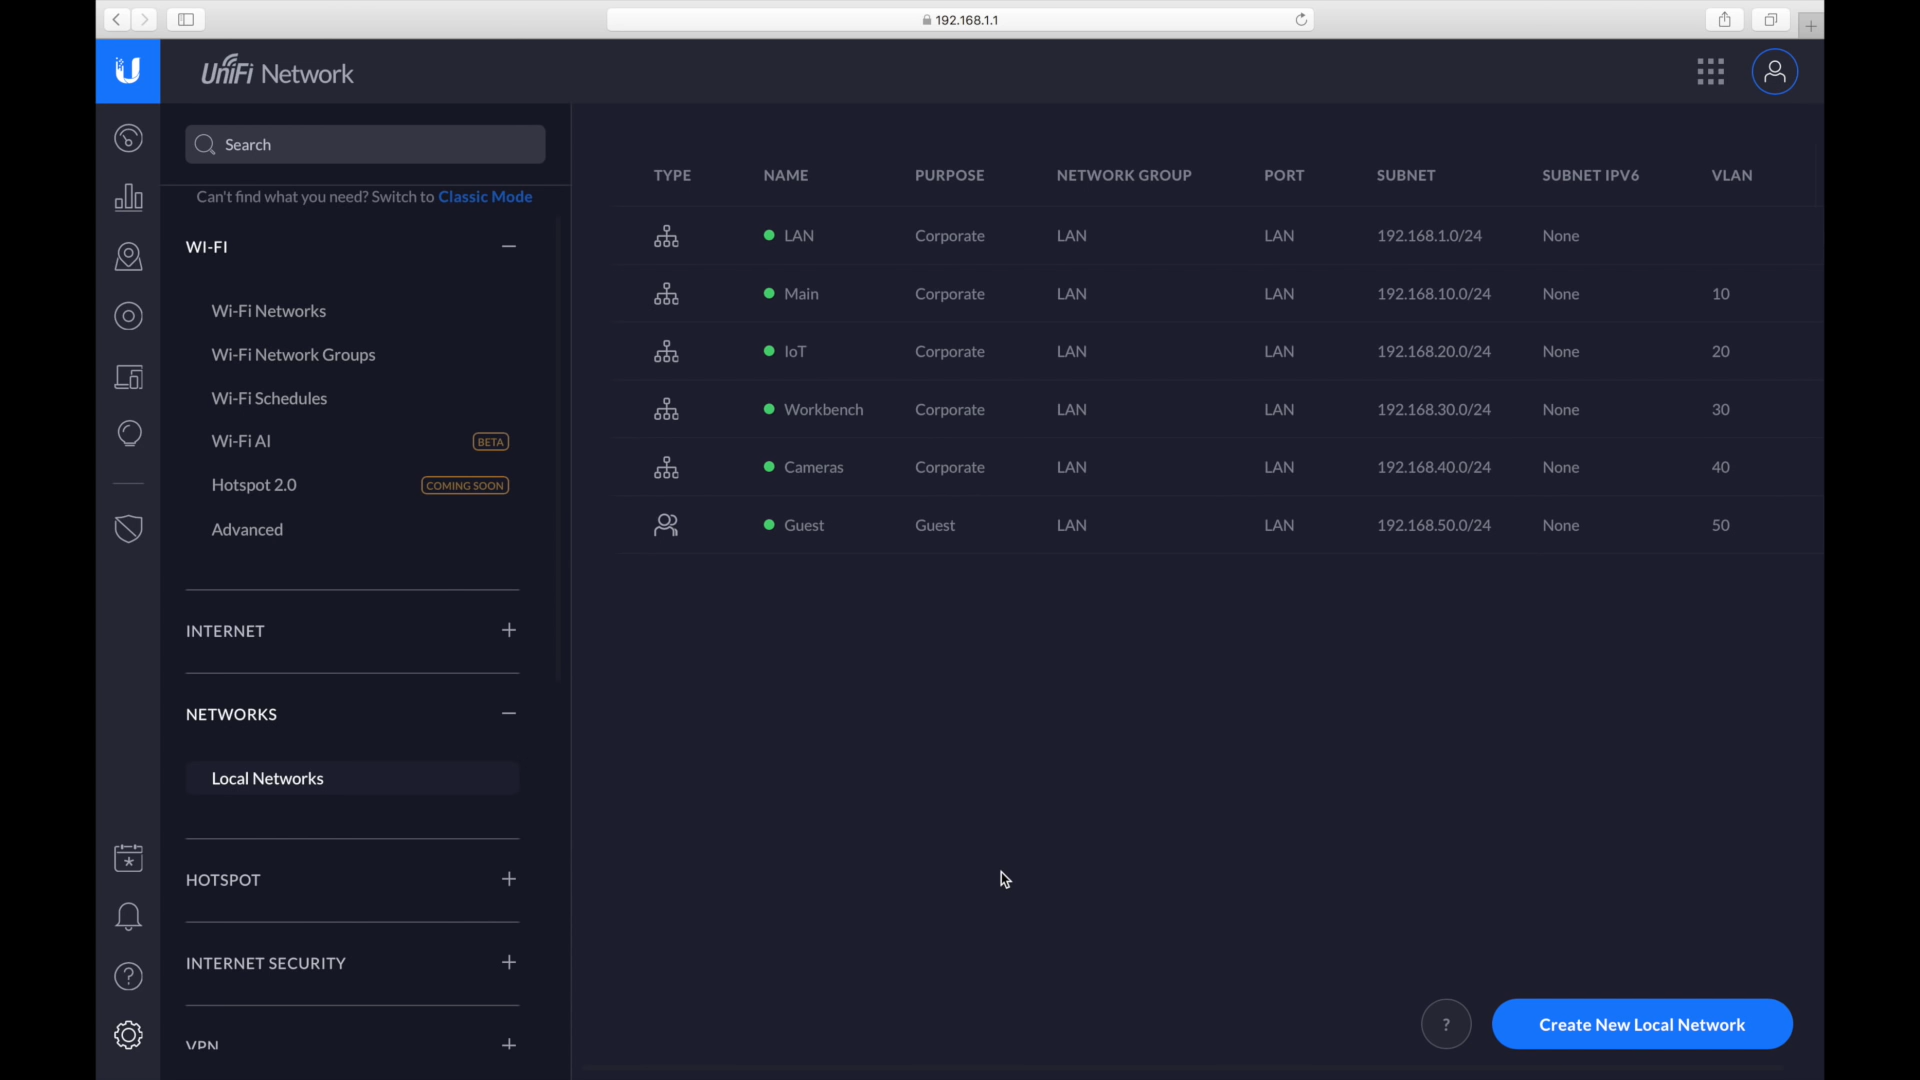 192.168.1.1
UniFi Network
Search
Can't find what you need? Switch to Classic Mode
WI-FI
Wi-Fi Networks
Wi-Fi Network Groups
Wi-Fi Schedules
Wi-Fi AI BETA
Hotspot 2.0 COMING SOON
Advanced
INTERNET
NETWORKS
Local Networks
HOTSPOT
INTERNET SECURITY
VPN
TYPE NAME PURPOSE NETWORK GROUP PORT SUBNET SUBNET IPV6 VLAN
LAN Corporate LAN LAN 192.168.1.0/24 None
Main Corporate LAN LAN 192.168.10.0/24 None 10
IoT Corporate LAN LAN 192.168.20.0/24 None 20
Workbench Corporate LAN LAN 192.168.30.0/24 None 30
Cameras Corporate LAN LAN 192.168.40.0/24 None 40
Guest Guest LAN LAN 192.168.50.0/24 None 50
? Create New Local Network